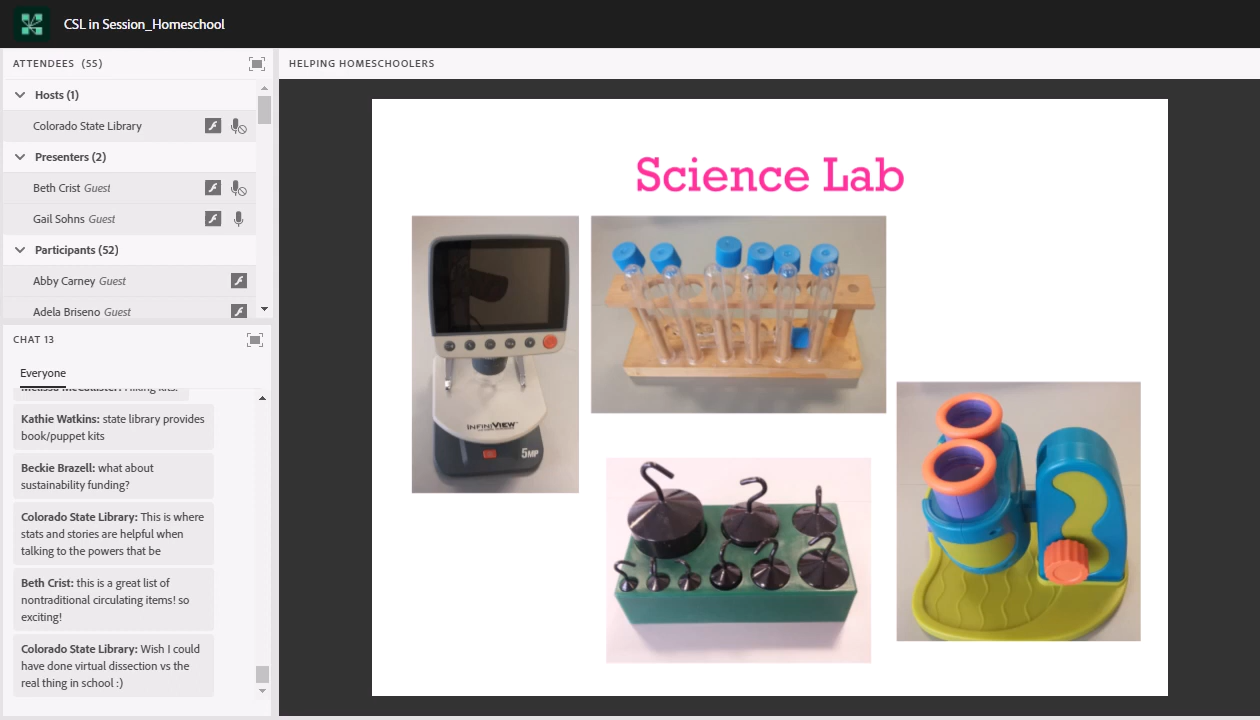 CSL in Session_Homeschool
ATTENDEES (55)
Hosts (1)
Colorado State Library
Presenters (2)
Beth Crist Guest
Gail Sohns Guest
Participants (52)
Abby Carney Guest
Adela Briseno Guest
CHAT 13
Everyone
Melissa McCollister: Hiking kits!
Kathie Watkins: state library provides
book/puppet kits
Beckie Brazell: what about
sustainability funding?
Colorado State Library: This is where
stats and stories are helpful when
talking to the powers that be
Beth Crist: this is a great list of
nontraditional circulating items! so
exciting!
Colorado State Library: Wish I could
have done virtual dissection vs the
real thing in school :)
HELPING HOMESCHOOLERS
Science Lab
INFINIVIEW
5MP